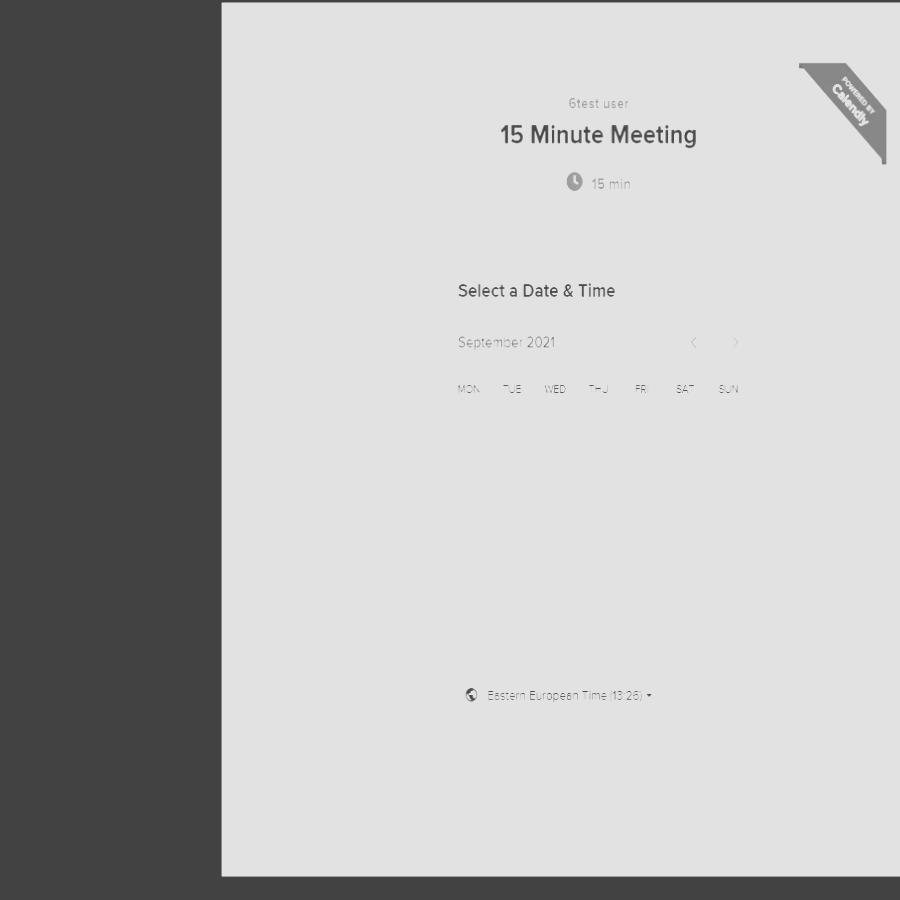 POWERED BY
Calendly
6test user
15 Minute Meeting
15 min
Select a Date & Time
September 2021
MON TUE WED THU FRI SAT SUN
Eastern European Time (13:26)